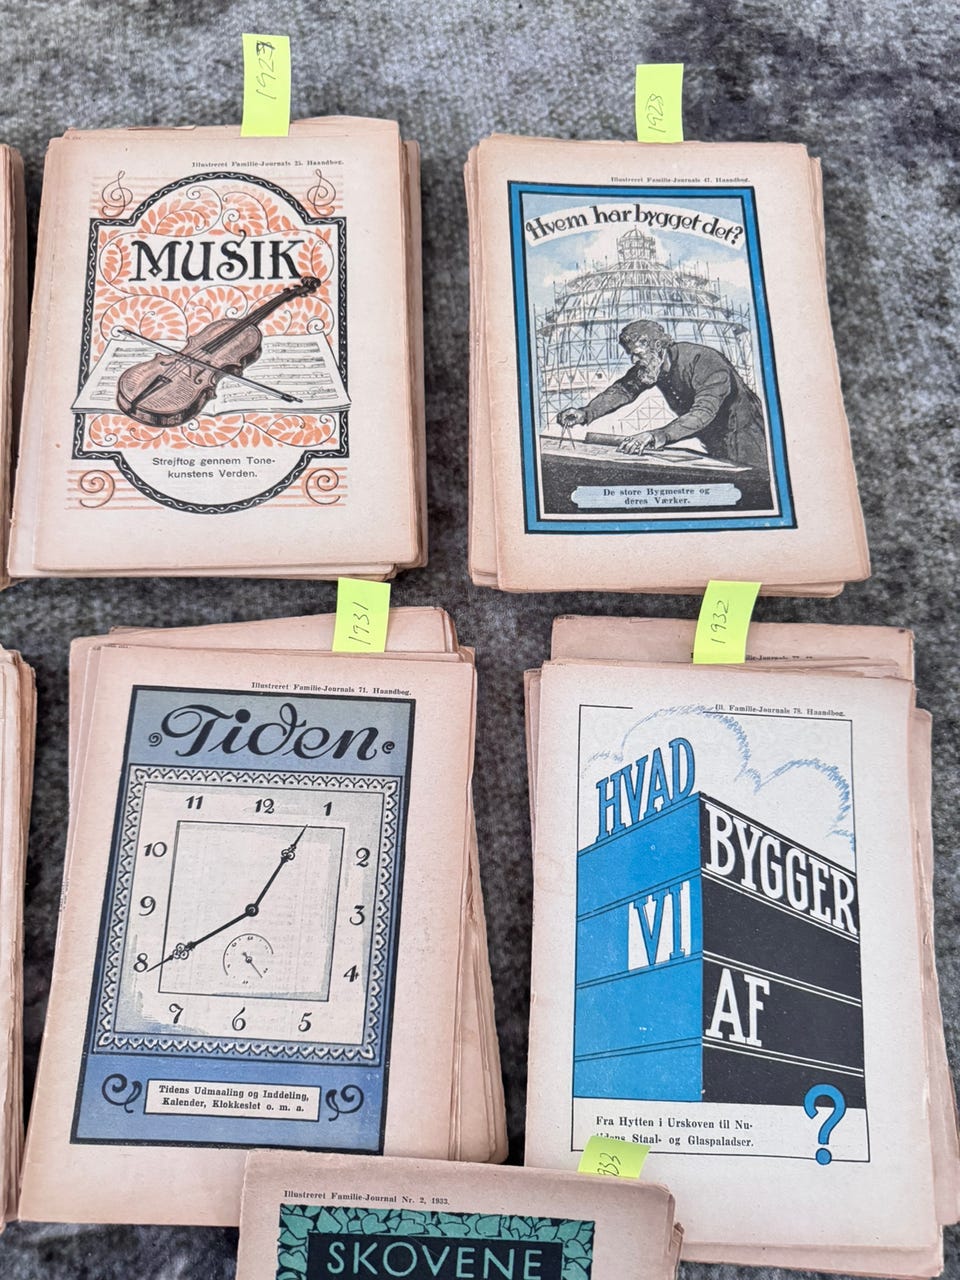 1927
Illustreret Familie-Journals 25. Haandbog.
MUSIK
Strejftog gennem Tone-
kunstens Verden.
1928
Illustreret Familie-Journals 41. Haandbog.
Hvem har bygget det?
De store Bygmestre og
deres Værker.
1931
Illustreret Familie-Journals 71. Haandbog.
Tiden
11 12 1
10 2
9 3
8 4
7 6 5
Tidens Udmaaling og Inddeling,
Kalender, Klokkeslet o. m. a.
1932
Ill. Familie-Journals 78. Haandbog.
HVAD
BYGGER
VI
AF
?
Fra Hytten i Urskoven til Nu-
tidens Staal- og Glaspaladser.
933
Illustreret Familie-Journal Nr. 2, 1933.
SKOVENE